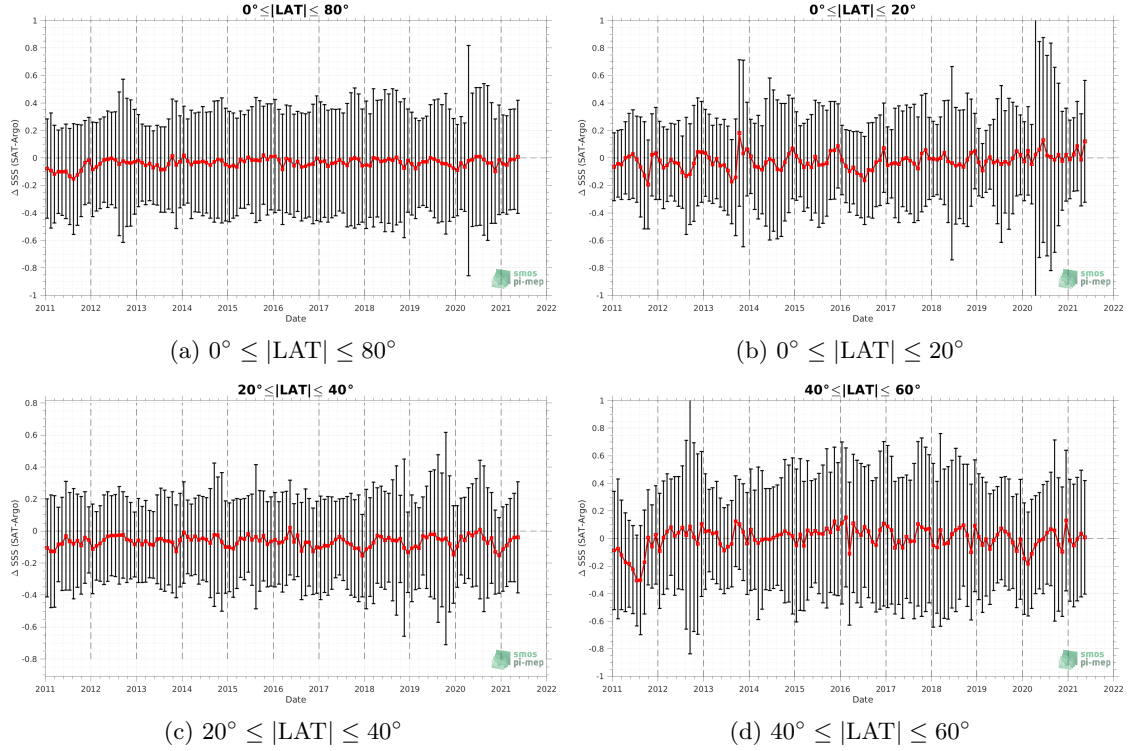 0°≤|LAT|≤ 80°
Δ SSS (SAT-Argo)
1
0.8
0.6
0.4
0.2
0
-0.2
-0.4
-0.6
-0.8
-1
2011 2012 2013 2014 2015 2016 2017 2018 2019 2020 2021 2022
Date
smos
pi-mep
(a) 0° ≤ |LAT| ≤ 80°
0°≤|LAT|≤ 20°
Δ SSS (SAT-Argo)
1
0.8
0.6
0.4
0.2
0
-0.2
-0.4
-0.6
-0.8
-1
2011 2012 2013 2014 2015 2016 2017 2018 2019 2020 2021 2022
Date
smos
pi-mep
(b) 0° ≤ |LAT| ≤ 20°
20°≤|LAT|≤ 40°
Δ SSS (SAT-Argo)
0.8
0.6
0.4
0.2
0
-0.2
-0.4
-0.6
-0.8
2011 2012 2013 2014 2015 2016 2017 2018 2019 2020 2021 2022
Date
smos
pi-mep
(c) 20° ≤ |LAT| ≤ 40°
40°≤|LAT|≤ 60°
Δ SSS (SAT-Argo)
1
0.8
0.6
0.4
0.2
0
-0.2
-0.4
-0.6
-0.8
-1
2011 2012 2013 2014 2015 2016 2017 2018 2019 2020 2021 2022
Date
smos
pi-mep
(d) 40° ≤ |LAT| ≤ 60°